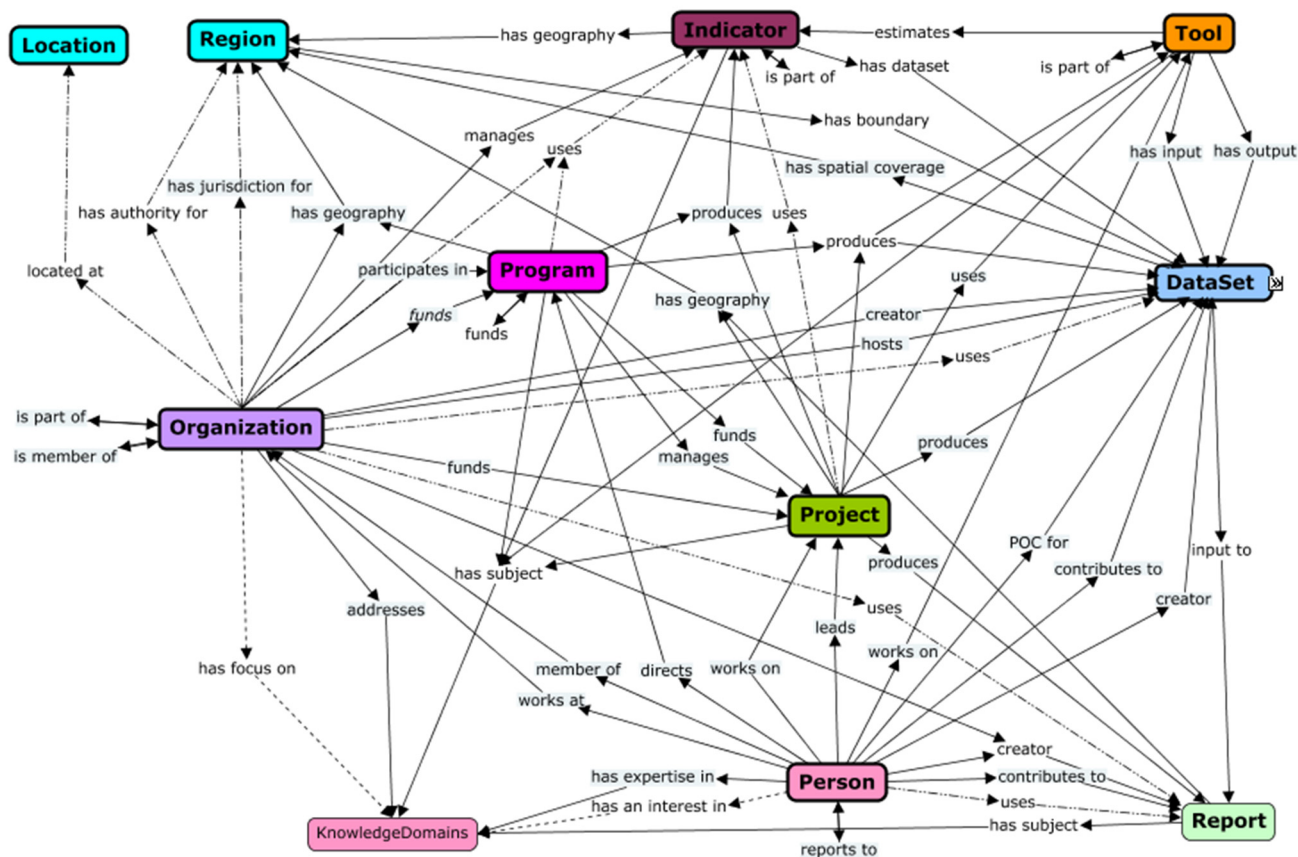 Location
Region
Indicator
Tool
has geography
estimates
is part of
is part of
has dataset
has boundary
manages
uses
has spatial coverage
has input
has output
has jurisdiction for
has authority for
has geography
produces
uses
produces
located at
participates in
Program
uses
DataSet
has geography
funds
funds
creator
hosts
uses
is part of
Organization
is member of
funds
manages
produces
funds
Project
has subject
produces
POC for
input to
contributes to
addresses
uses
creator
leads
has focus on
member of
directs
works on
works on
works at
creator
has expertise in
Person
contributes to
has an interest in
uses
KnowledgeDomains
has subject
Report
reports to